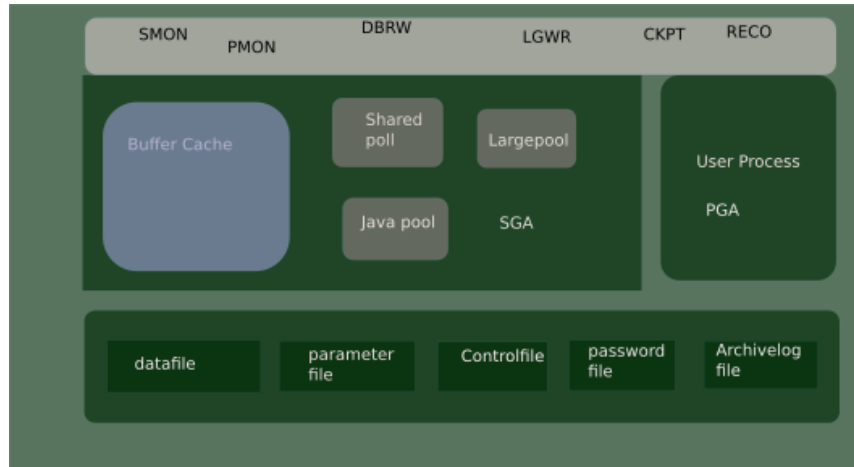 SMON
PMON
DBRW
LGWR
CKPT
RECO
Buffer Cache
Shared
poll
Largepool
Java pool
SGA
User Process
PGA
datafile
parameter
file
Controlfile
password
file
Archivelog
file